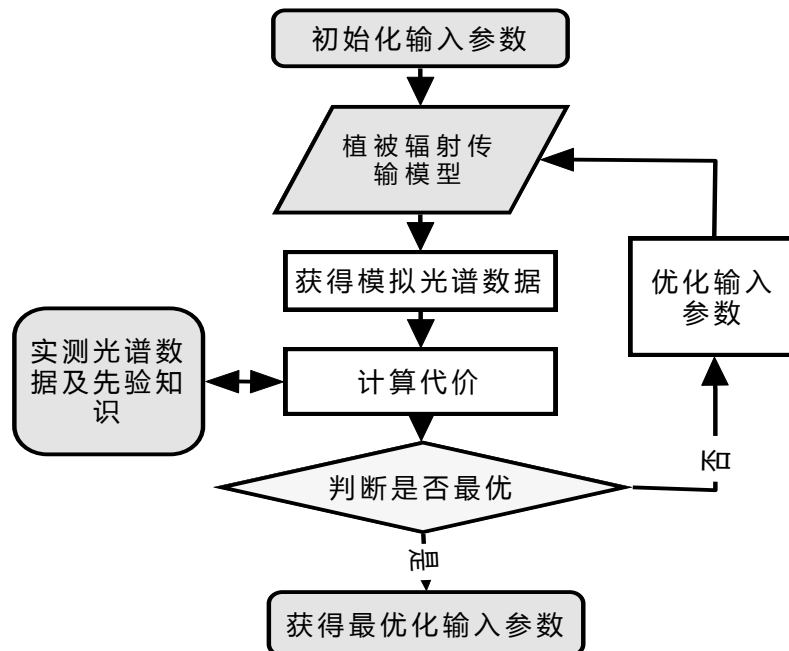 初始化输入参数
植被辐射传
输模型
获得模拟光谱数据
优化输入
参数
实测光谱数
据及先验知
识
计算代价
判断是否最优
否
是
获得最优化输入参数